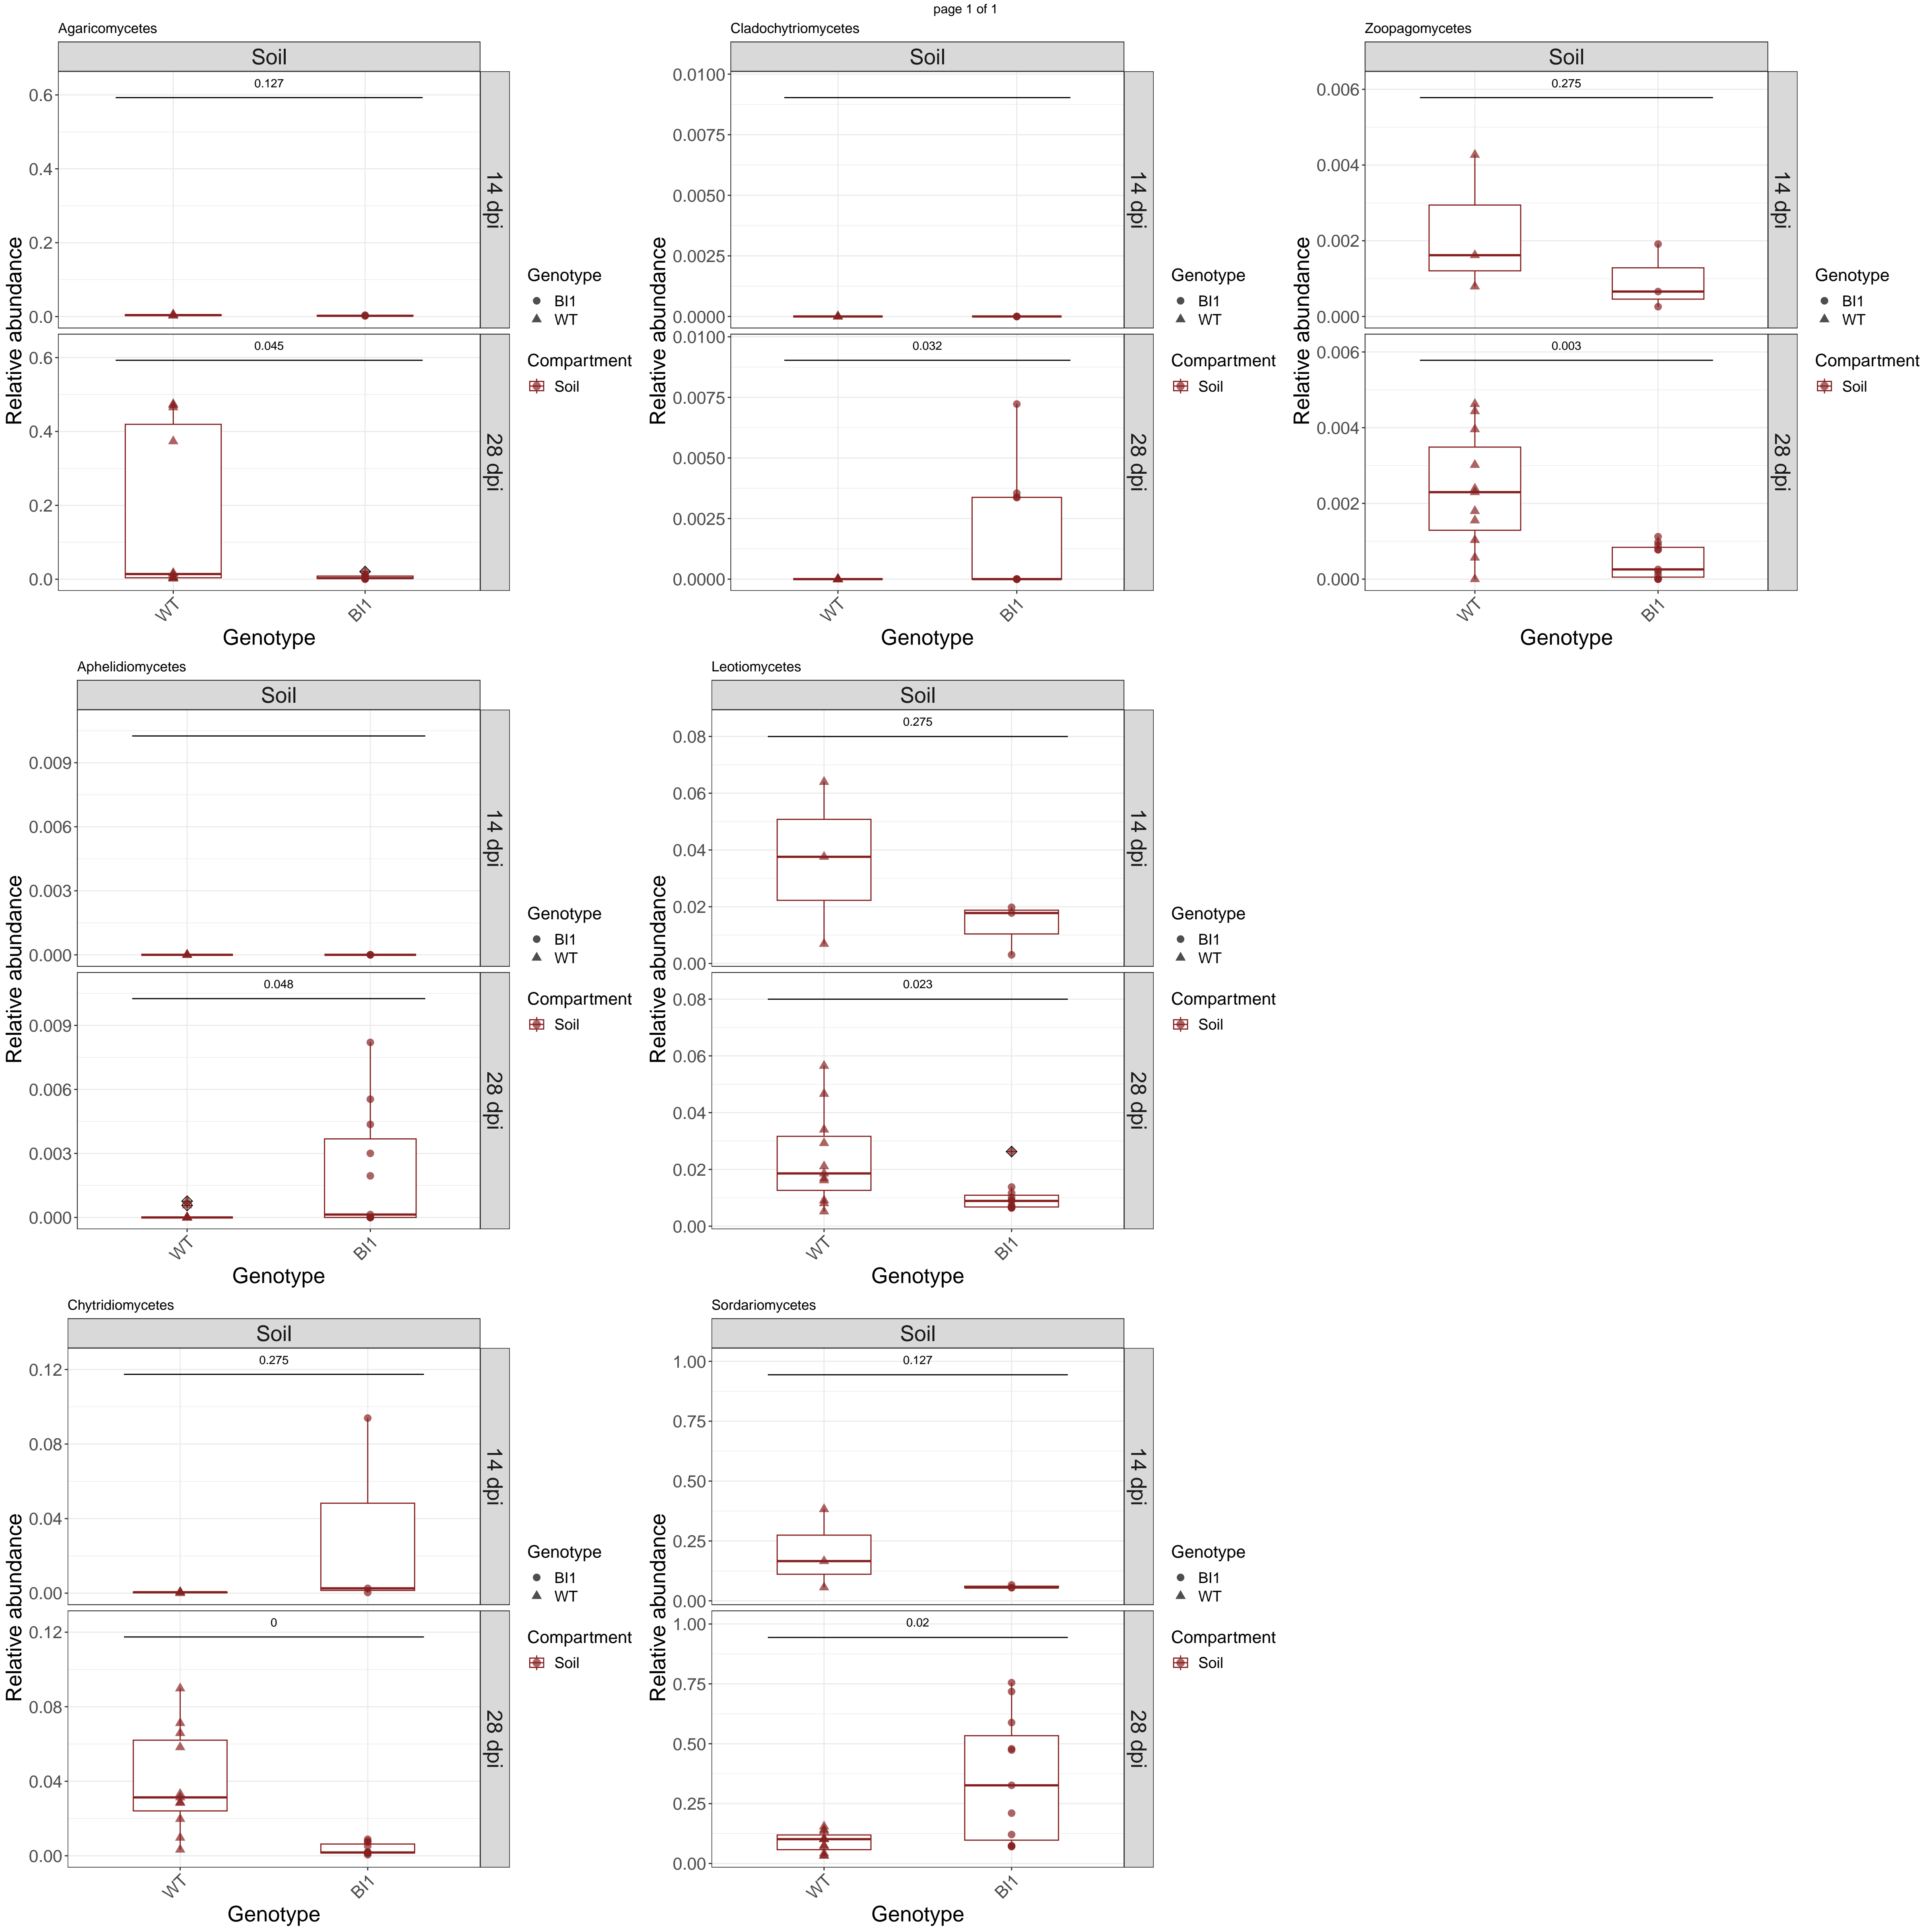 page 1 of 1
Agaricomycetes
Soil
0.127
0.6
0.4
0.2
0.0
14 dpi
0.045
0.6
0.4
0.2
0.0
28 dpi
Relative abundance
WT
BI1
Genotype
Genotype
BI1
WT
Compartment
Soil
Cladochytriomycetes
Soil
0.0100
0.0075
0.0050
0.0025
0.0000
14 dpi
0.032
0.0100
0.0075
0.0050
0.0025
0.0000
28 dpi
Relative abundance
WT
BI1
Genotype
Genotype
BI1
WT
Compartment
Soil
Zoopagomycetes
Soil
0.275
0.006
0.004
0.002
0.000
14 dpi
0.003
0.006
0.004
0.002
0.000
28 dpi
Relative abundance
WT
BI1
Genotype
Genotype
BI1
WT
Compartment
Soil
Aphelidiomycetes
Soil
0.009
0.006
0.003
0.000
14 dpi
0.048
0.009
0.006
0.003
0.000
28 dpi
Relative abundance
WT
BI1
Genotype
Genotype
BI1
WT
Compartment
Soil
Leotiomycetes
Soil
0.275
0.08
0.06
0.04
0.02
0.00
14 dpi
0.023
0.08
0.06
0.04
0.02
0.00
28 dpi
Relative abundance
WT
BI1
Genotype
Genotype
BI1
WT
Compartment
Soil
Chytridiomycetes
Soil
0.275
0.12
0.08
0.04
0.00
14 dpi
0
0.12
0.08
0.04
0.00
28 dpi
Relative abundance
WT
BI1
Genotype
Genotype
BI1
WT
Compartment
Soil
Sordariomycetes
Soil
0.127
1.00
0.75
0.50
0.25
0.00
14 dpi
0.02
1.00
0.75
0.50
0.25
0.00
28 dpi
Relative abundance
WT
BI1
Genotype
Genotype
BI1
WT
Compartment
Soil